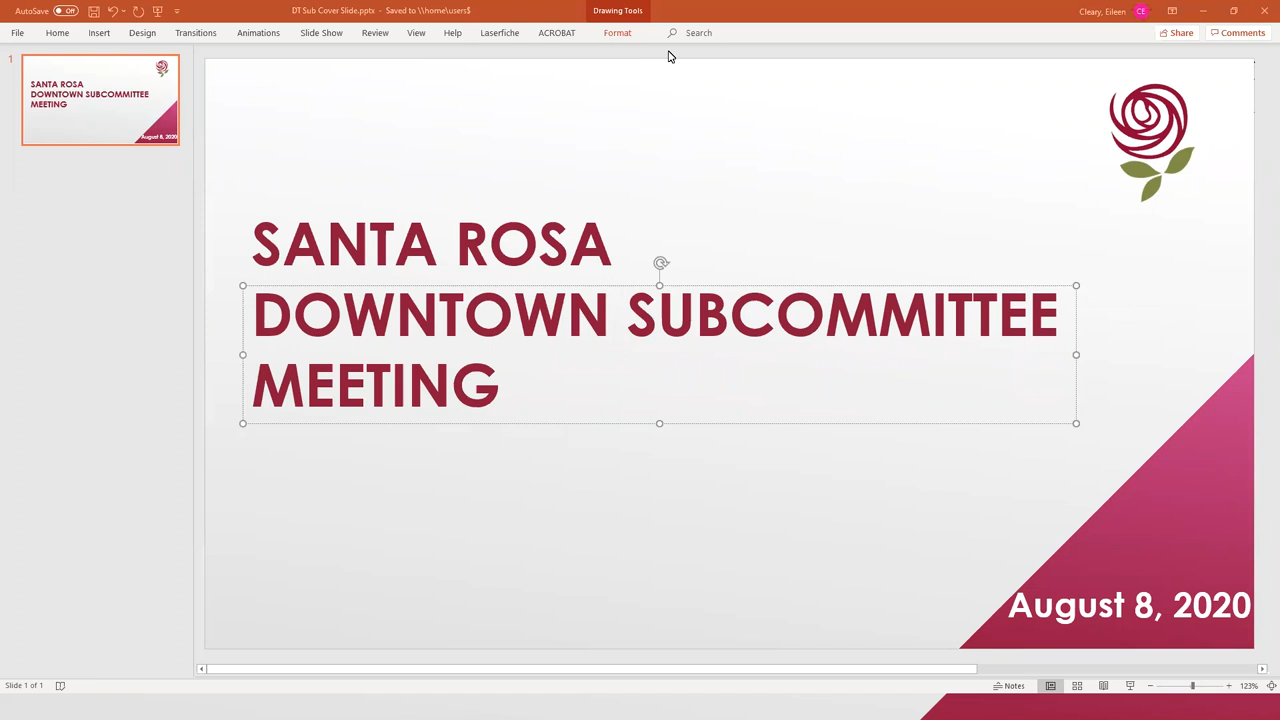 AutoSave Off DT Sub Cover Slide.pptx - Saved to \\home\users$ Drawing Tools Cleary, Eileen CE
File Home Insert Design Transitions Animations Slide Show Review View Help Laserfiche ACROBAT Format Search Share Comments
1
SANTA ROSA
DOWNTOWN SUBCOMMITTEE
MEETING
August 8, 2020
SANTA ROSA
DOWNTOWN SUBCOMMITTEE
MEETING
August 8, 2020
Slide 1 of 1 Notes 123%